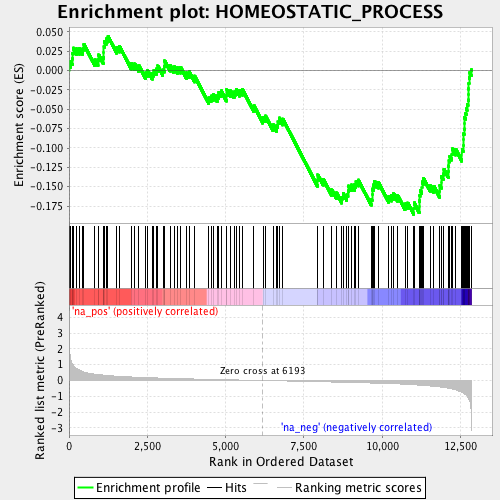 Enrichment plot: HOMEOSTATIC_PROCESS
Enrichment score (ES)
0.050
0.025
0.000
-0.025
-0.050
-0.075
-0.100
-0.125
-0.150
-0.175
'na_pos' (positively correlated)
Ranked list metric (PreRanked)
4
3
2
1
0
-1
-2
-3
Zero cross at 6193
'na_neg' (negatively correlated)
0
2,500
5,000
7,500
10,000
12,500
Rank in Ordered Dataset
Enrichment profile
Hits
Ranking metric scores